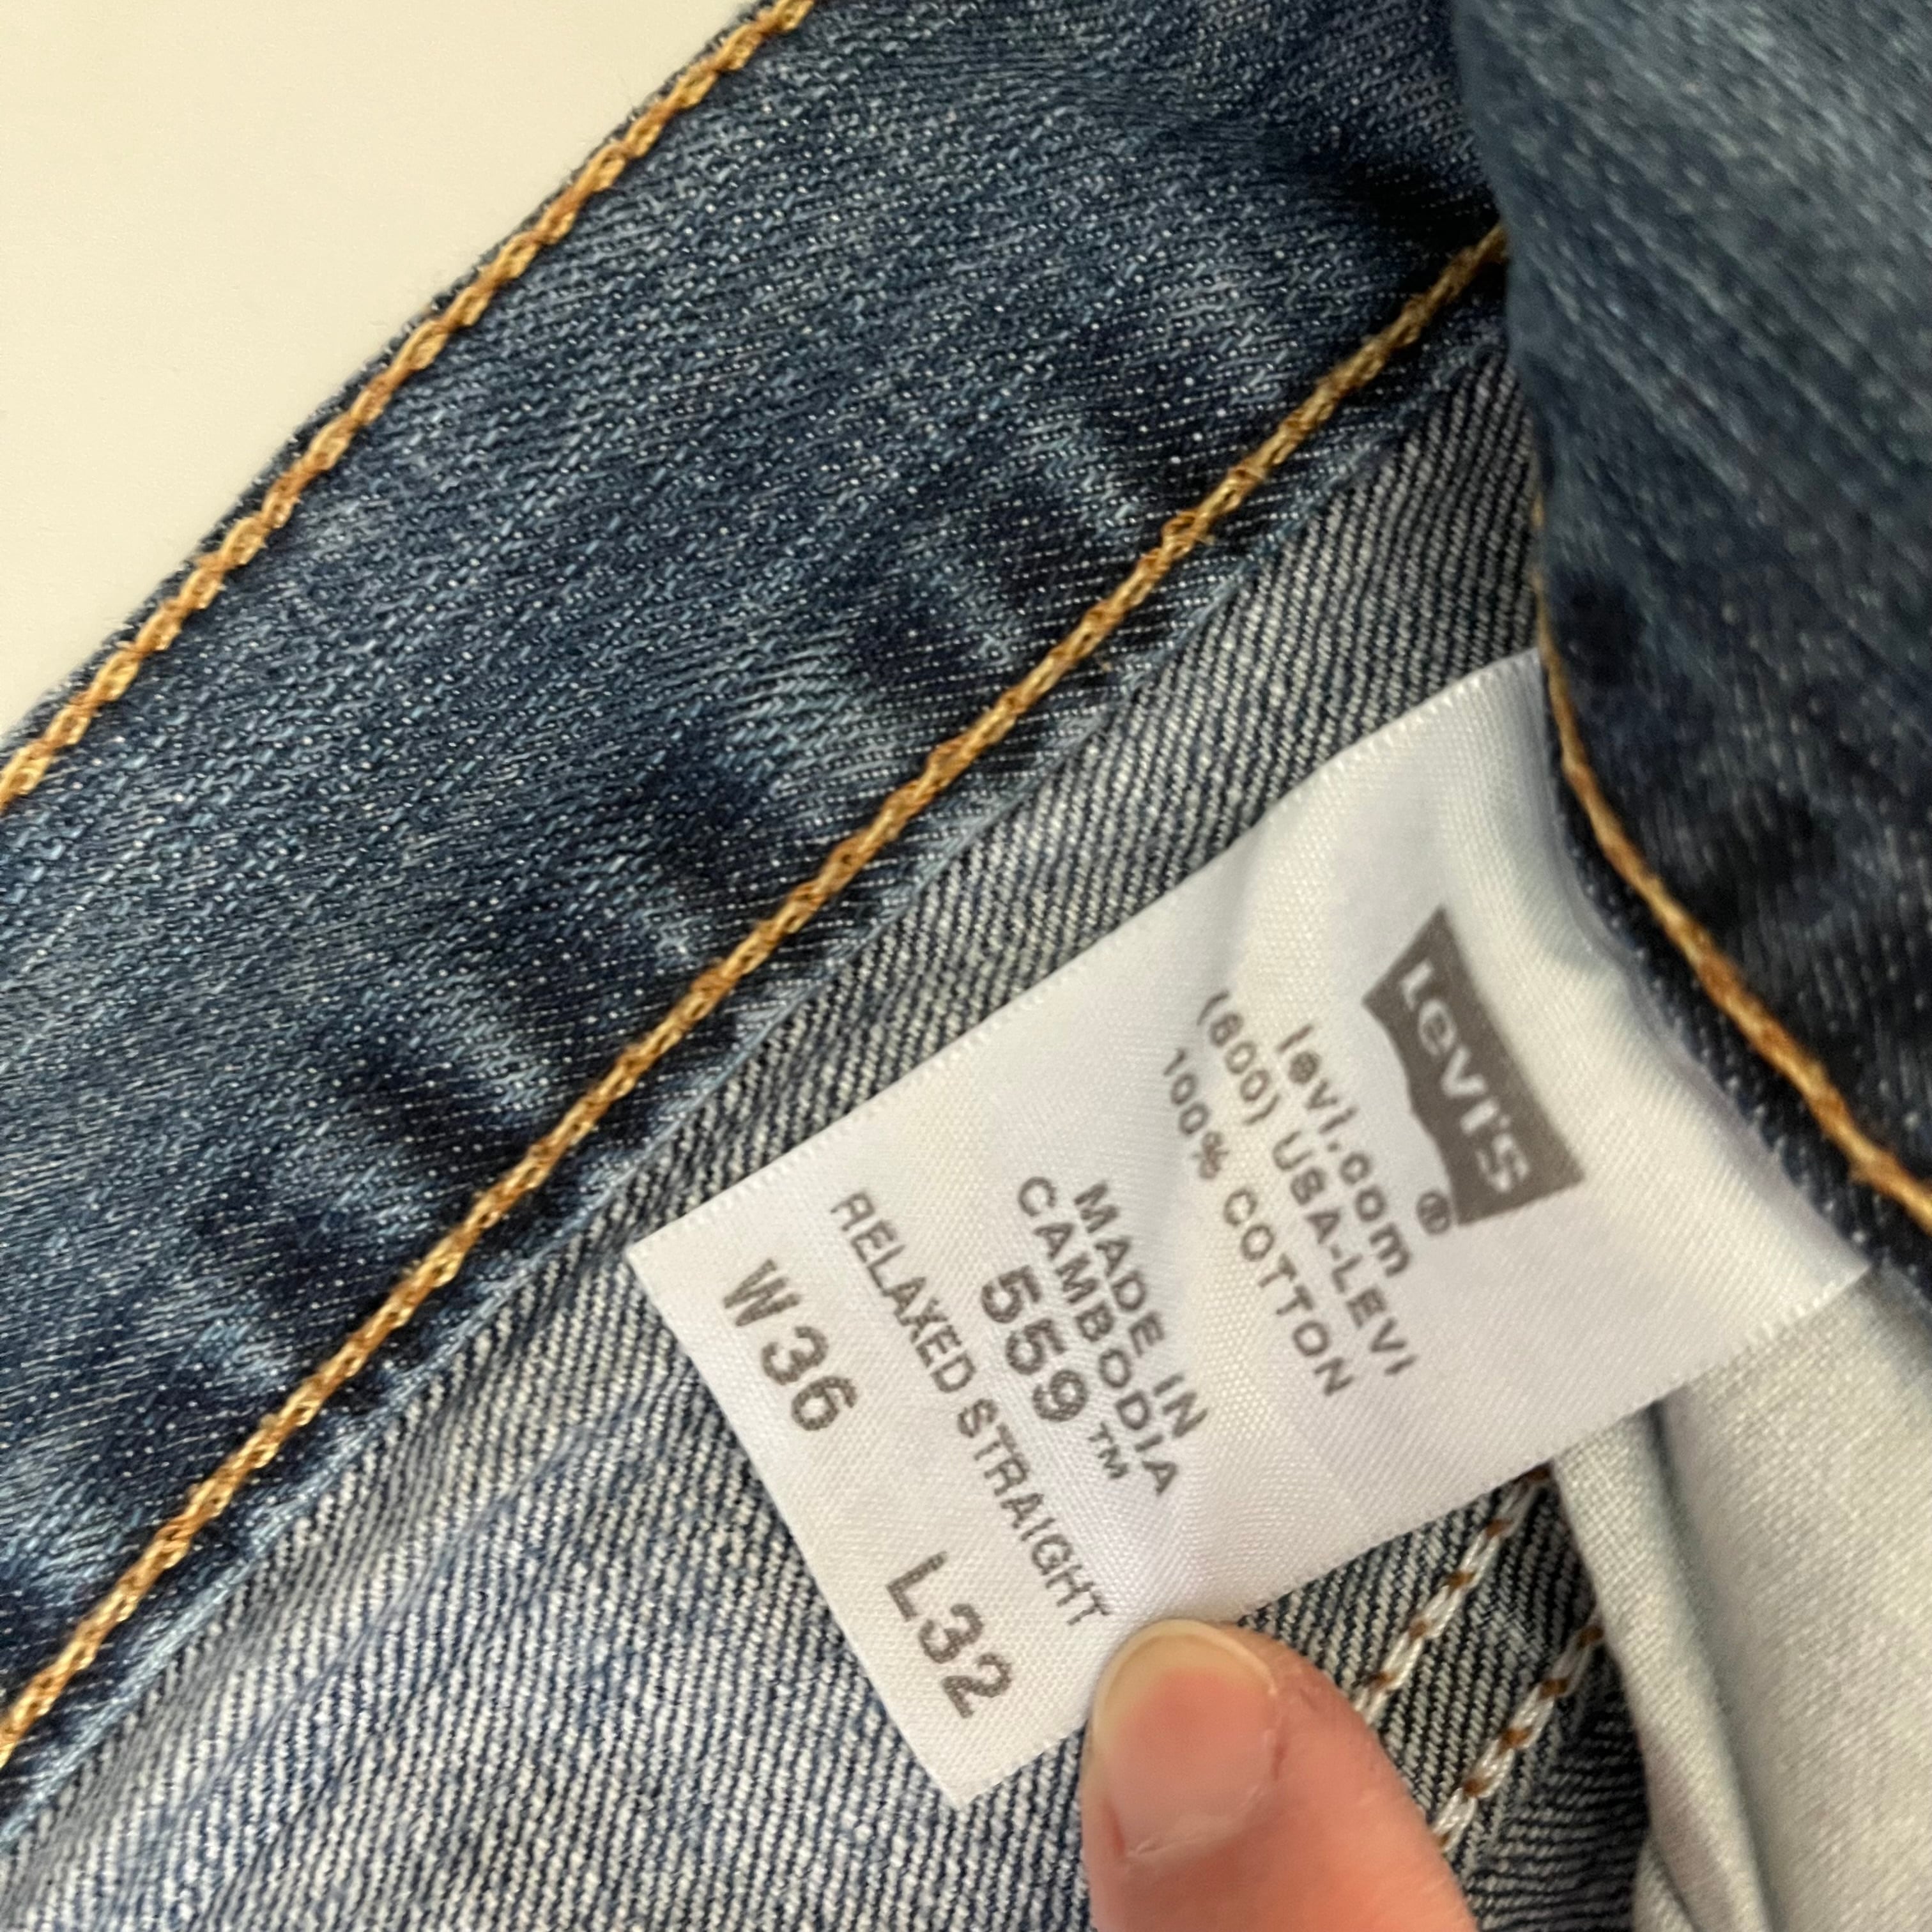 Levi's ®
levi.com
(800) USA-LEVI
100% COTTON
MADE IN
CAMBODIA
559™
RELAXED STRAIGHT
W36 L32